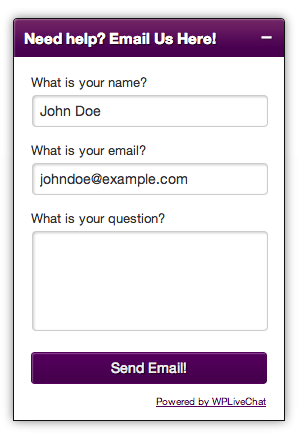 Need help? Email Us Here! –
What is your name?
John Doe
What is your email?
johndoe@example.com
What is your question?
Send Email!
Powered by WPLiveChat